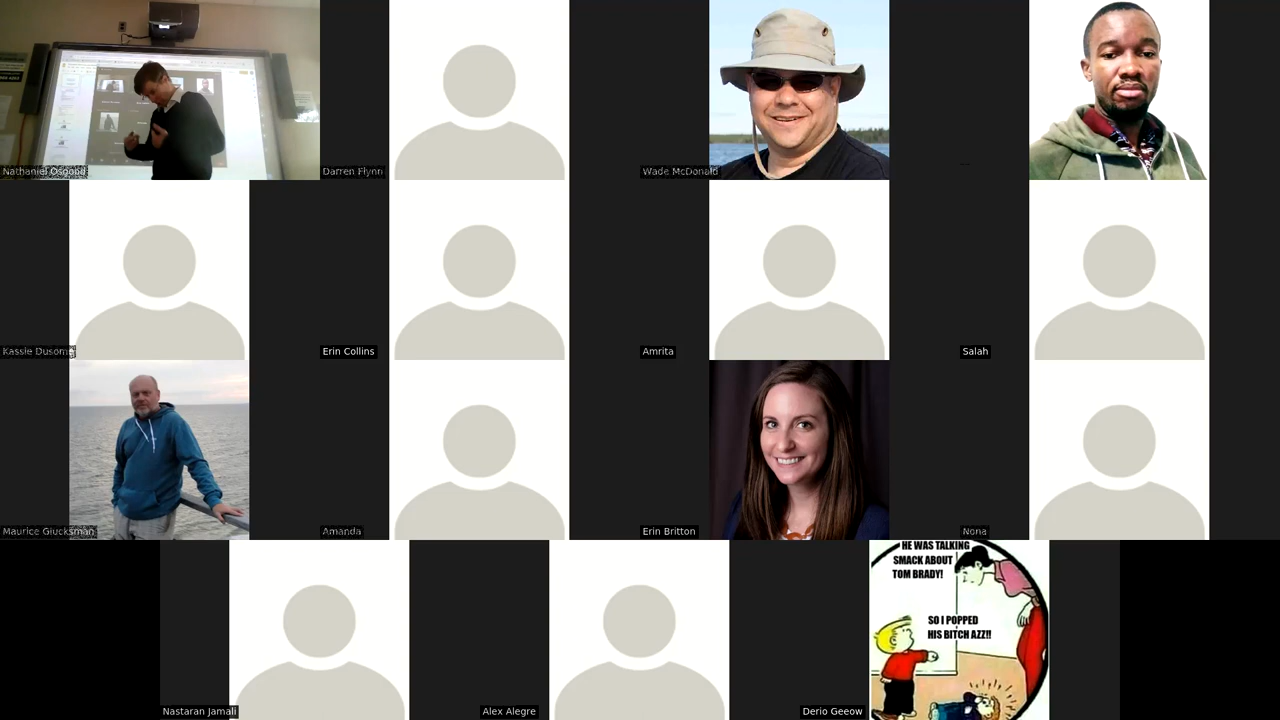 Nathaniel Osgood
Darren Flynn
Wade McDonald
Kassie Dusome
Erin Collins
Amrita
Salah
Maurice Glucksman
Amanda
Erin Britton
Nona
HE WAS TALKING
SMACK ABOUT
TOM BRADY!
SO I POPPED
HIS BITCH AZZ!!
Nastaran Jamali
Alex Alegre
Derio Geeow